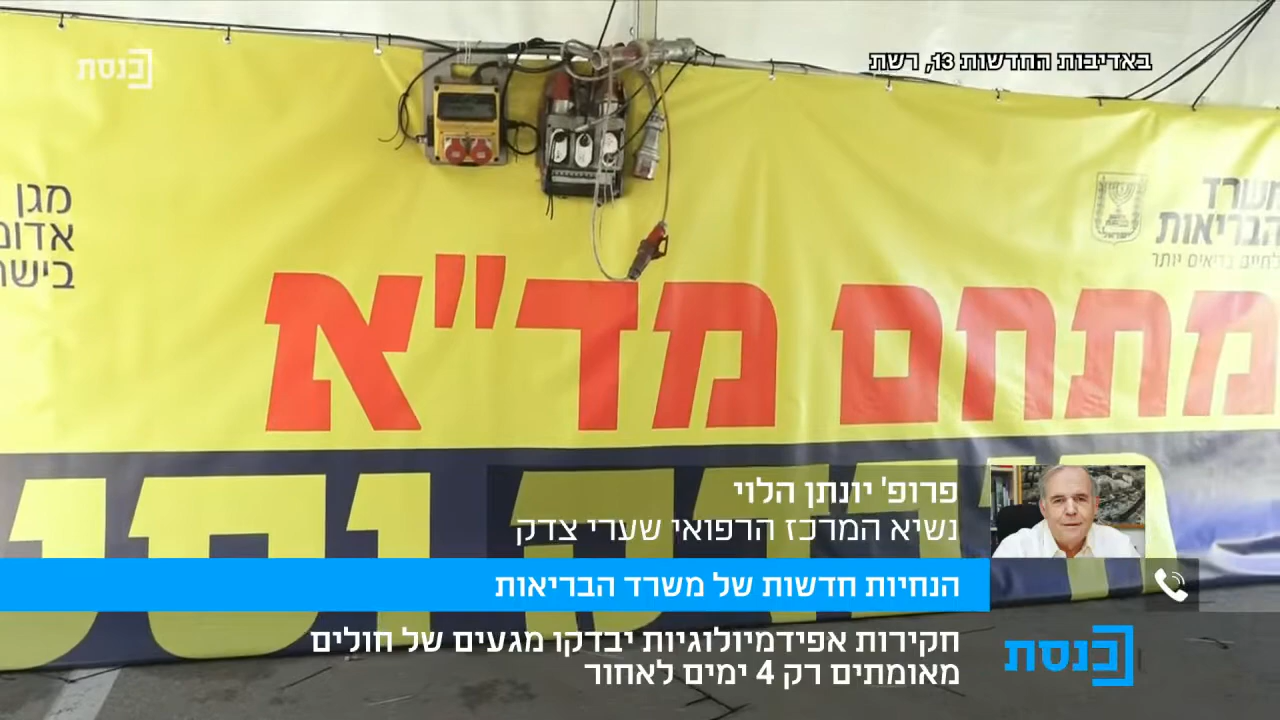 כנסת
באדיבות החדשות 13, רשת
מגן
אדום
בישר
משרד
הבריאות
לחיים בריאים יותר
מתחם מד"א
פרופ' יונתן הלוי
נשיא המרכז הרפואי שערי צדק
הנחיות חדשות של משרד הבריאות
חקירות אפידמיולוגיות יבדקו מגעים של חולים
מאומתים רק 4 ימים לאחור
כנסת